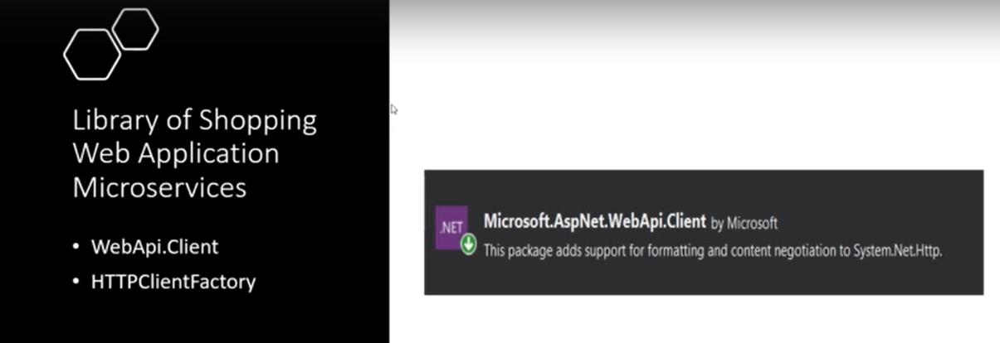 Library of Shopping
Web Application
Microservices
• WebApi.Client
• HTTPClientFactory
.NET
Microsoft.AspNet.WebApi.Client by Microsoft
This package adds support for formatting and content negotiation to System.Net.Http.